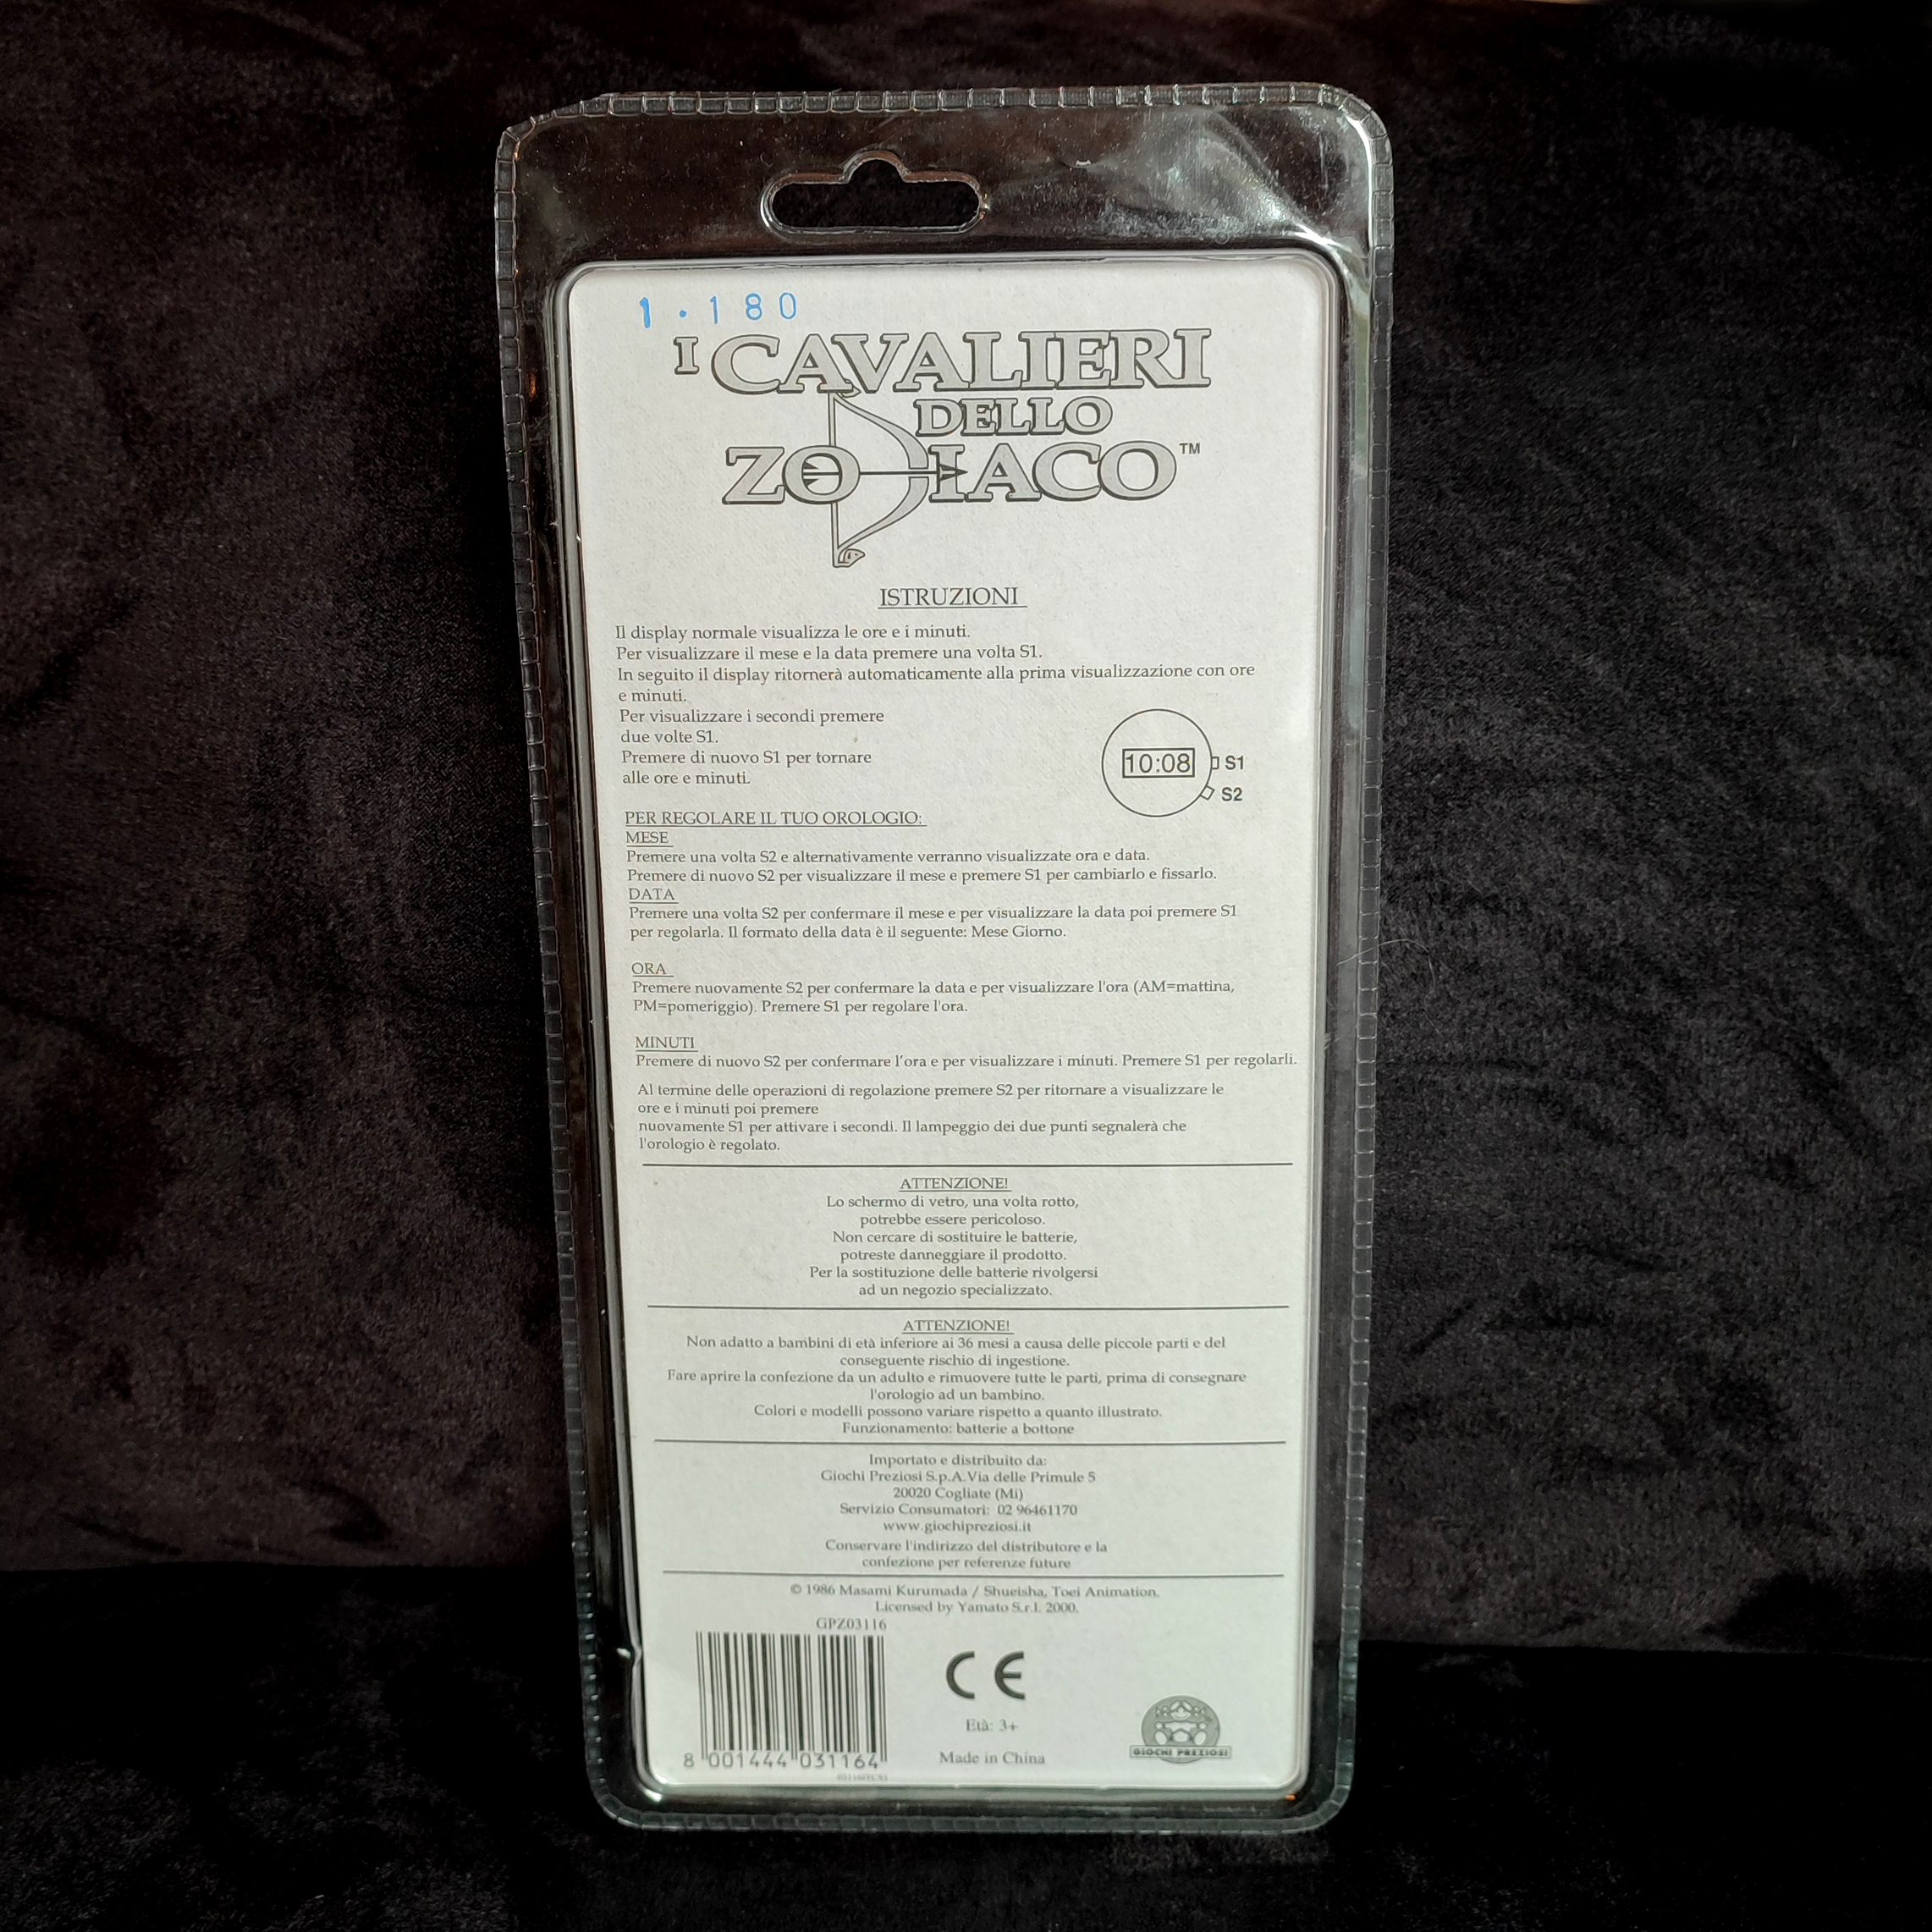 1.180
I CAVALIERI
DELLO
ZODIACO™
ISTRUZIONI
Il display normale visualizza le ore e i minuti.
Per visualizzare il mese e la data premere una volta S1.
In seguito il display ritornerà automaticamente alla prima visualizzazione con ore
e minuti.
Per visualizzare i secondi premere
due volte S1.
Premere di nuovo S1 per tornare
alle ore e minuti.
10:08
S1
S2
PER REGOLARE IL TUO OROLOGIO:
MESE
Premere una volta S2 e alternativamente verranno visualizzate ora e data.
Premere di nuovo S2 per visualizzare il mese e premere S1 per cambiarlo e fissarlo.
DATA
Premere una volta S2 per confermare il mese e per visualizzare la data poi premere S1
per regolarla. Il formato della data è il seguente: Mese Giorno.
ORA
Premere nuovamente S2 per confermare la data e per visualizzare l'ora (AM=mattina,
PM=pomeriggio). Premere S1 per regolare l'ora.
MINUTI
Premere di nuovo S2 per confermare l'ora e per visualizzare i minuti. Premere S1 per regolarli.
Al termine delle operazioni di regolazione premere S2 per ritornare a visualizzare le
ore e i minuti poi premere
nuovamente S1 per attivare i secondi. Il lampeggio dei due punti segnalerà che
l'orologio è regolato.
ATTENZIONE!
Lo schermo di vetro, una volta rotto,
potrebbe essere pericoloso.
Non cercare di sostituire le batterie,
potreste danneggiare il prodotto.
Per la sostituzione delle batterie rivolgersi
ad un negozio specializzato.
ATTENZIONE!
Non adatto a bambini di età inferiore ai 36 mesi a causa delle piccole parti e del
conseguente rischio di ingestione.
Fare aprire la confezione da un adulto e rimuovere tutte le parti, prima di consegnare
l'orologio ad un bambino.
Colori e modelli possono variare rispetto a quanto illustrato.
Funzionamento: batterie a bottone
Importato e distribuito da:
Giochi Preziosi S.p.A. Via delle Primule 5
20020 Cogliate (Mi)
Servizio Consumatori: 02 96461170
www.giochipreziosi.it
Conservare l'indirizzo del distributore e la
confezione per referenze future
© 1986 Masami Kurumada / Shueisha, Toei Animation.
Licensed by Yamato S.r.l. 2000.
GPZ03116
CE
Età: 3+
Made in China
8 001444 031164
GIOCHI PREZIOSI